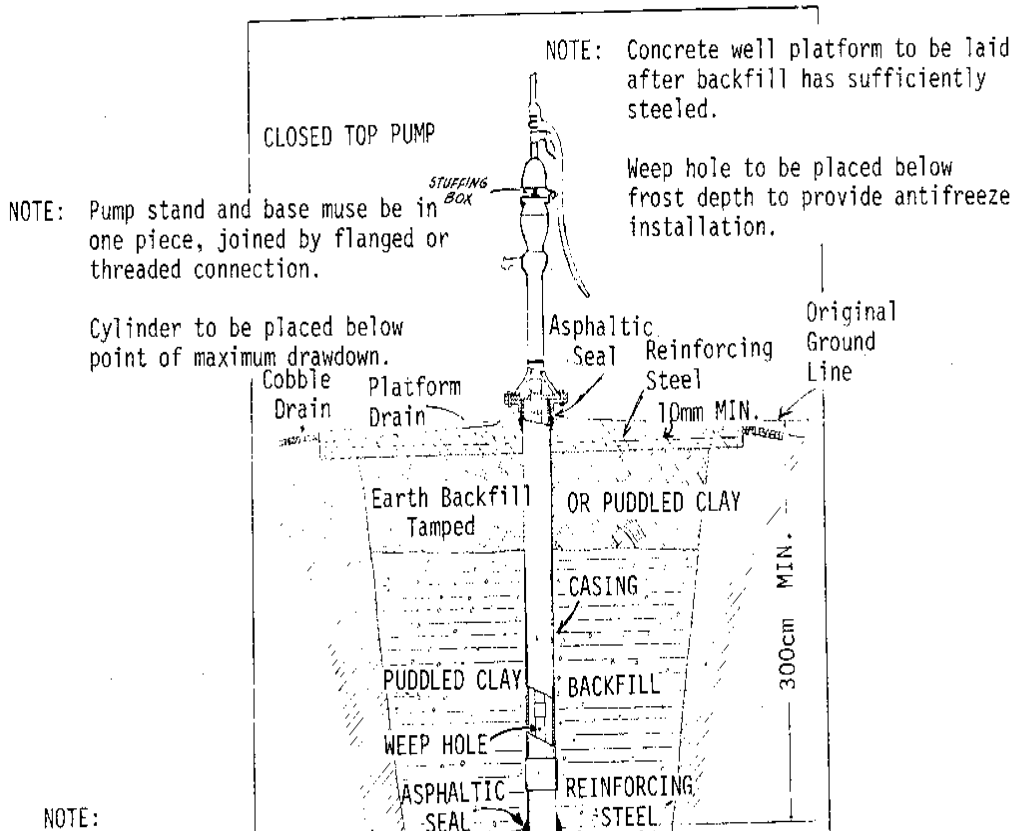 NOTE: Concrete well platform to be laid
after backfill has sufficiently
steeled.
Weep hole to be placed below
frost depth to provide antifreeze
installation.
CLOSED TOP PUMP
STUFFING
BOX
NOTE: Pump stand and base muse be in
one piece, joined by flanged or
threaded connection.
Cylinder to be placed below
point of maximum drawdown.
Original
Ground
Line
Asphaltic
Seal
Reinforcing
Steel
10mm MIN.
Cobble
Drain
Platform
Drain
Earth Backfill
Tamped
OR PUDDLED CLAY
300cm MIN.
CASING
PUDDLED CLAY
BACKFILL
WEEP HOLE
ASPHALTIC
SEAL
REINFORCING
STEEL
NOTE: